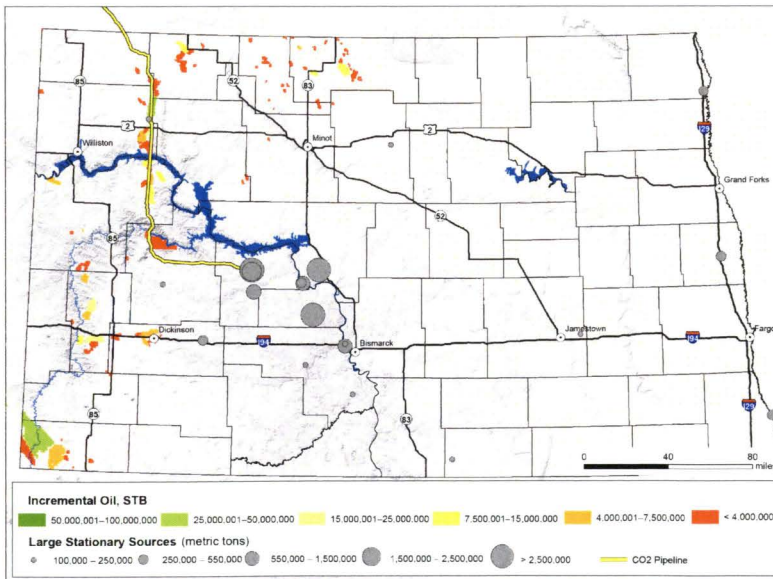 85
52
83
2
Minot
2
29
Williston
Grand Forks
52
85
Dickinson
94
Bismarck
Jamestown
94
Fargo
85
83
29
0 40 80
miles
Incremental Oil, STB
50,000,001–100,000,000 25,000,001–50,000,000 15,000,001–25,000,000 7,500,001–15,000,000 4,000,001–7,500,000 < 4,000,000
Large Stationary Sources (metric tons)
100,000 – 250,000 250,000 – 550,000 550,000 – 1,500,000 1,500,000 – 2,500,000 > 2,500,000 CO2 Pipeline